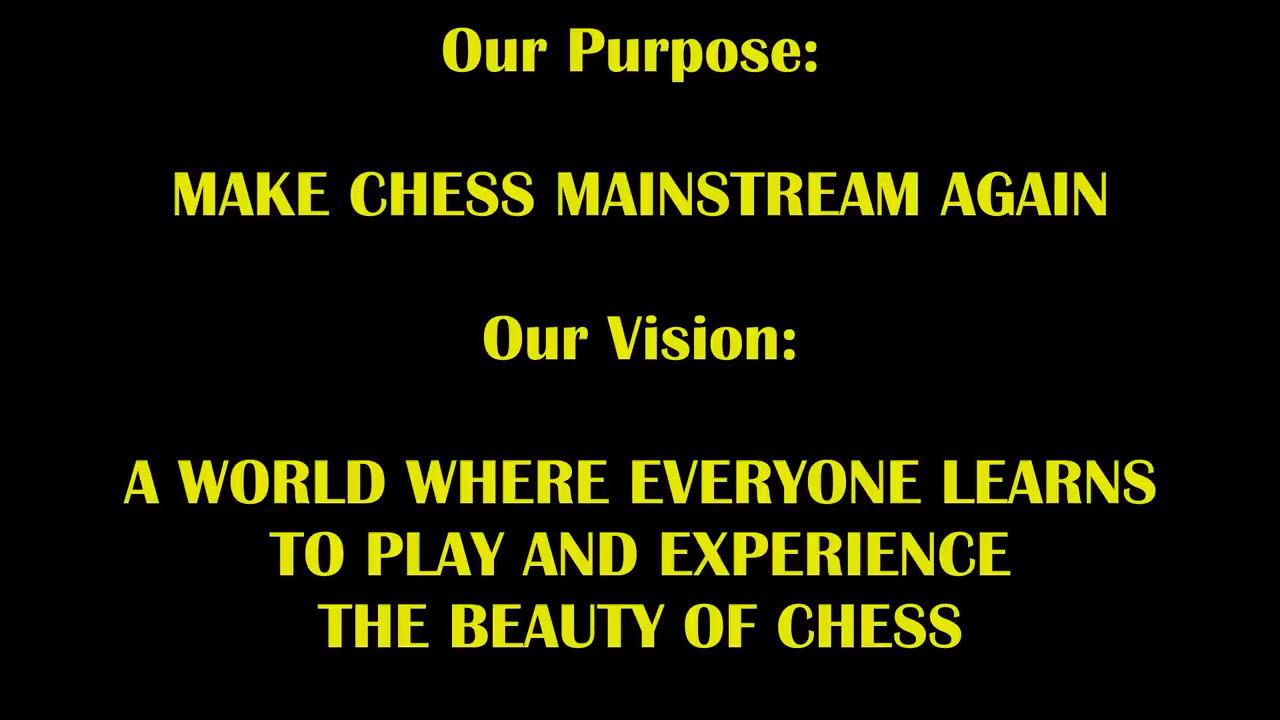 Our Purpose:
MAKE CHESS MAINSTREAM AGAIN
Our Vision:
A WORLD WHERE EVERYONE LEARNS
TO PLAY AND EXPERIENCE
THE BEAUTY OF CHESS